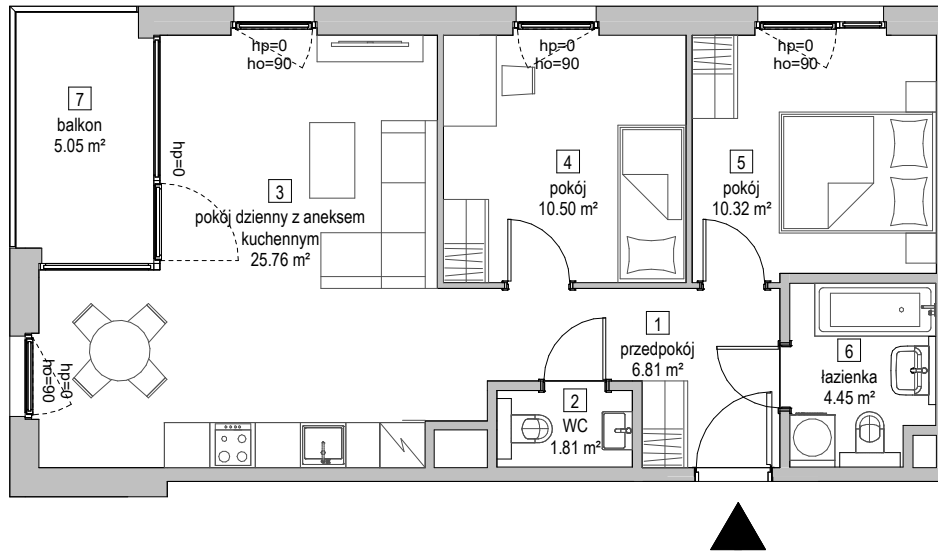 hp=0
ho=90
hp=0
ho=90
hp=0
ho=90
7
balkon
5.05 m²
hp=0
3
pokój dzienny z aneksem
kuchennym
25.76 m²
4
pokój
10.50 m²
5
pokój
10.32 m²
hp=0
ho=90
1
przedpokój
6.81 m²
6
łazienka
4.45 m²
2
WC
1.81 m²